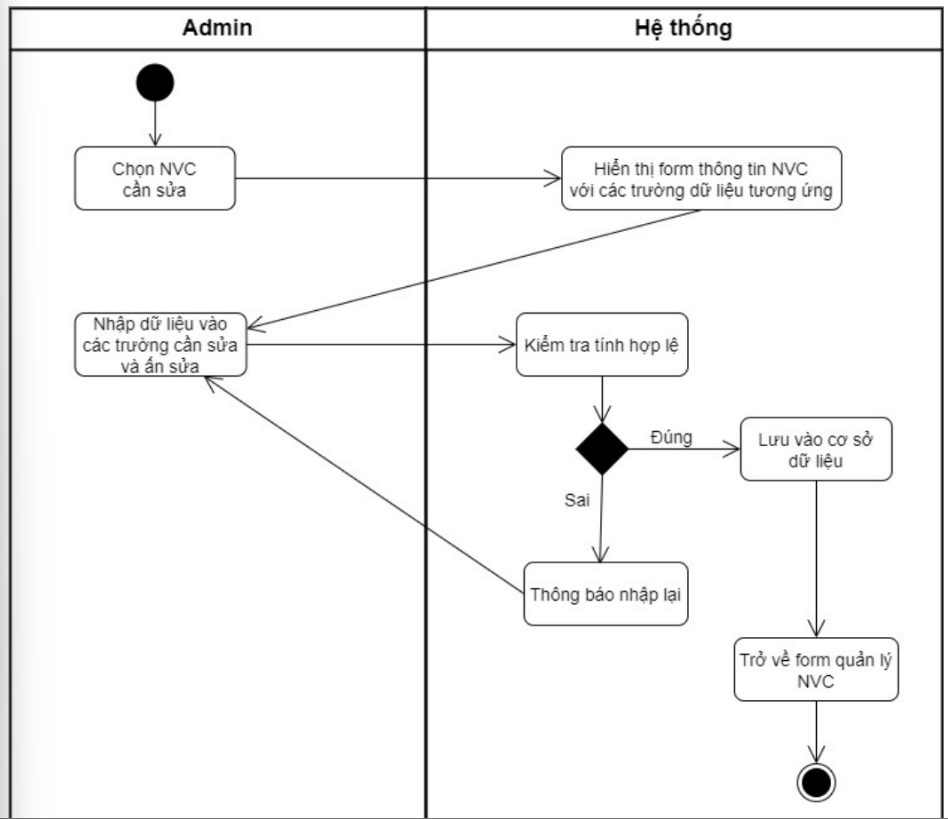 Admin
Hệ thống
Chọn NVC
cần sửa
Hiển thị form thông tin NVC
với các trường dữ liệu tương ứng
Nhập dữ liệu vào
các trường cần sửa
và ấn sửa
Kiểm tra tính hợp lệ
Đúng
Lưu vào cơ sở
dữ liệu
Sai
Thông báo nhập lại
Trở về form quản lý
NVC